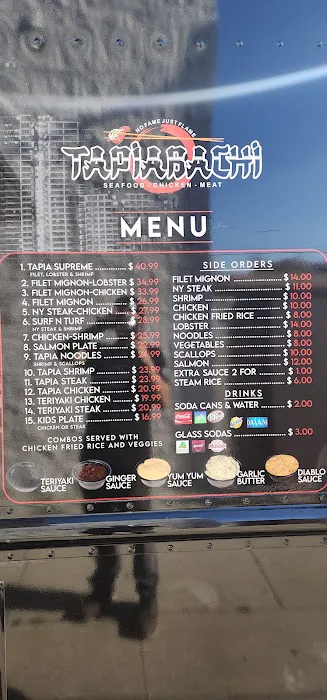 NO FAME JUST FLAME
TAPIABACHI
SEAFOOD - CHICKEN - MEAT
MENU
1. TAPIA SUPREME ............ $ 40.99
FILET, LOBSTER & SHRIMP
2. FILET MIGNON-LOBSTER $ 34.99
3. FILET MIGNON-CHICKEN $ 33.99
4. FILET MIGNON ............ $ 26.99
5. NY STEAK-CHICKEN ........ $ 27.99
6. SURF N TURF ............ $ 28.99
NY STEAK & SHRIMP
7. CHICKEN-SHRIMP ............ $ 25.99
8. SALMON PLATE ............ $ 22.99
9. TAPIA NOODLES ............ $ 24.99
SHRIMP & SCALLOPS
10. TAPIA SHRIMP ............ $ 23.99
11. TAPIA STEAK ............ $ 23.99
12. TAPIA CHICKEN ............ $ 20.99
13. TERIYAKI CHICKEN ........ $ 19.99
14. TERIYAKI STEAK ............ $ 20.99
15. KIDS PLATE ............ $ 16.99
CHICKEN OR STEAK
COMBOS SERVED WITH
CHICKEN FRIED RICE AND VEGGIES
SIDE ORDERS
FILET MIGNON ............ $ 14.00
NY STEAK ............ $ 11.00
SHRIMP ............ $ 10.00
CHICKEN ............ $ 10.00
CHICKEN FRIED RICE ........ $ 8.00
LOBSTER ............ $ 14.00
NOODLES ............ $ 8.00
VEGETABLES ............ $ 8.00
SCALLOPS ............ $ 10.00
SALMON ............ $ 12.00
EXTRA SAUCE 2 FOR ........ $ 1.00
STEAM RICE ............ $ 6.00
DRINKS
SODA CANS & WATER ........ $ 2.00
DASANI
GLASS SODAS ............ $ 3.00
TERIYAKI SAUCE
GINGER SAUCE
YUM YUM SAUCE
GARLIC BUTTER
DIABLO SAUCE